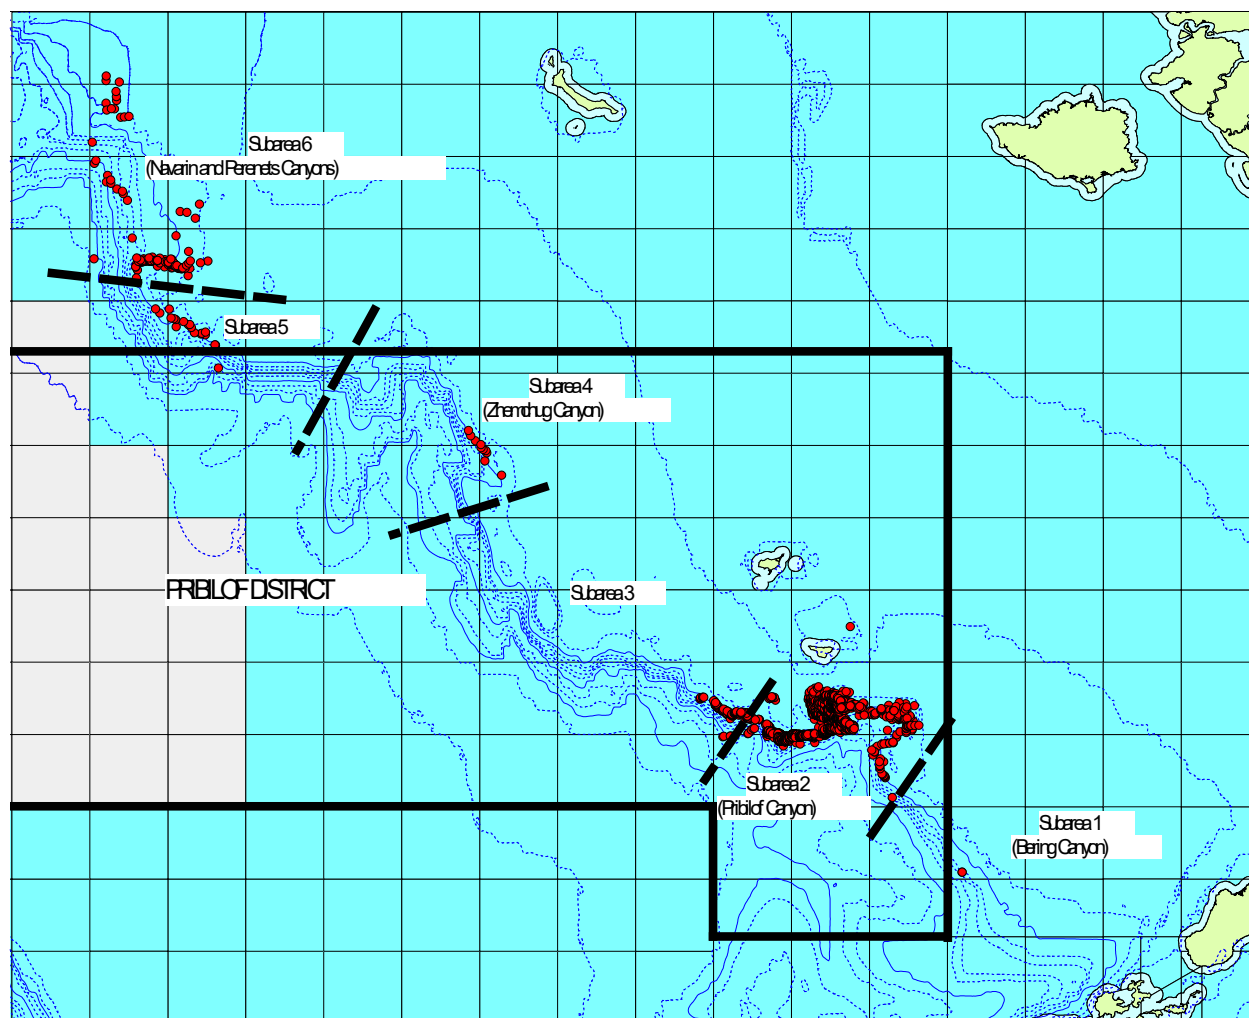 Subarea 6
(Navarin and Perenets Canyons)
Subarea 5
Subarea 4
(Zhemchug Canyon)
PRIBILOF DISTRICT
Subarea 3
Subarea 2
(Pribilof Canyon)
Subarea 1
(Bering Canyon)